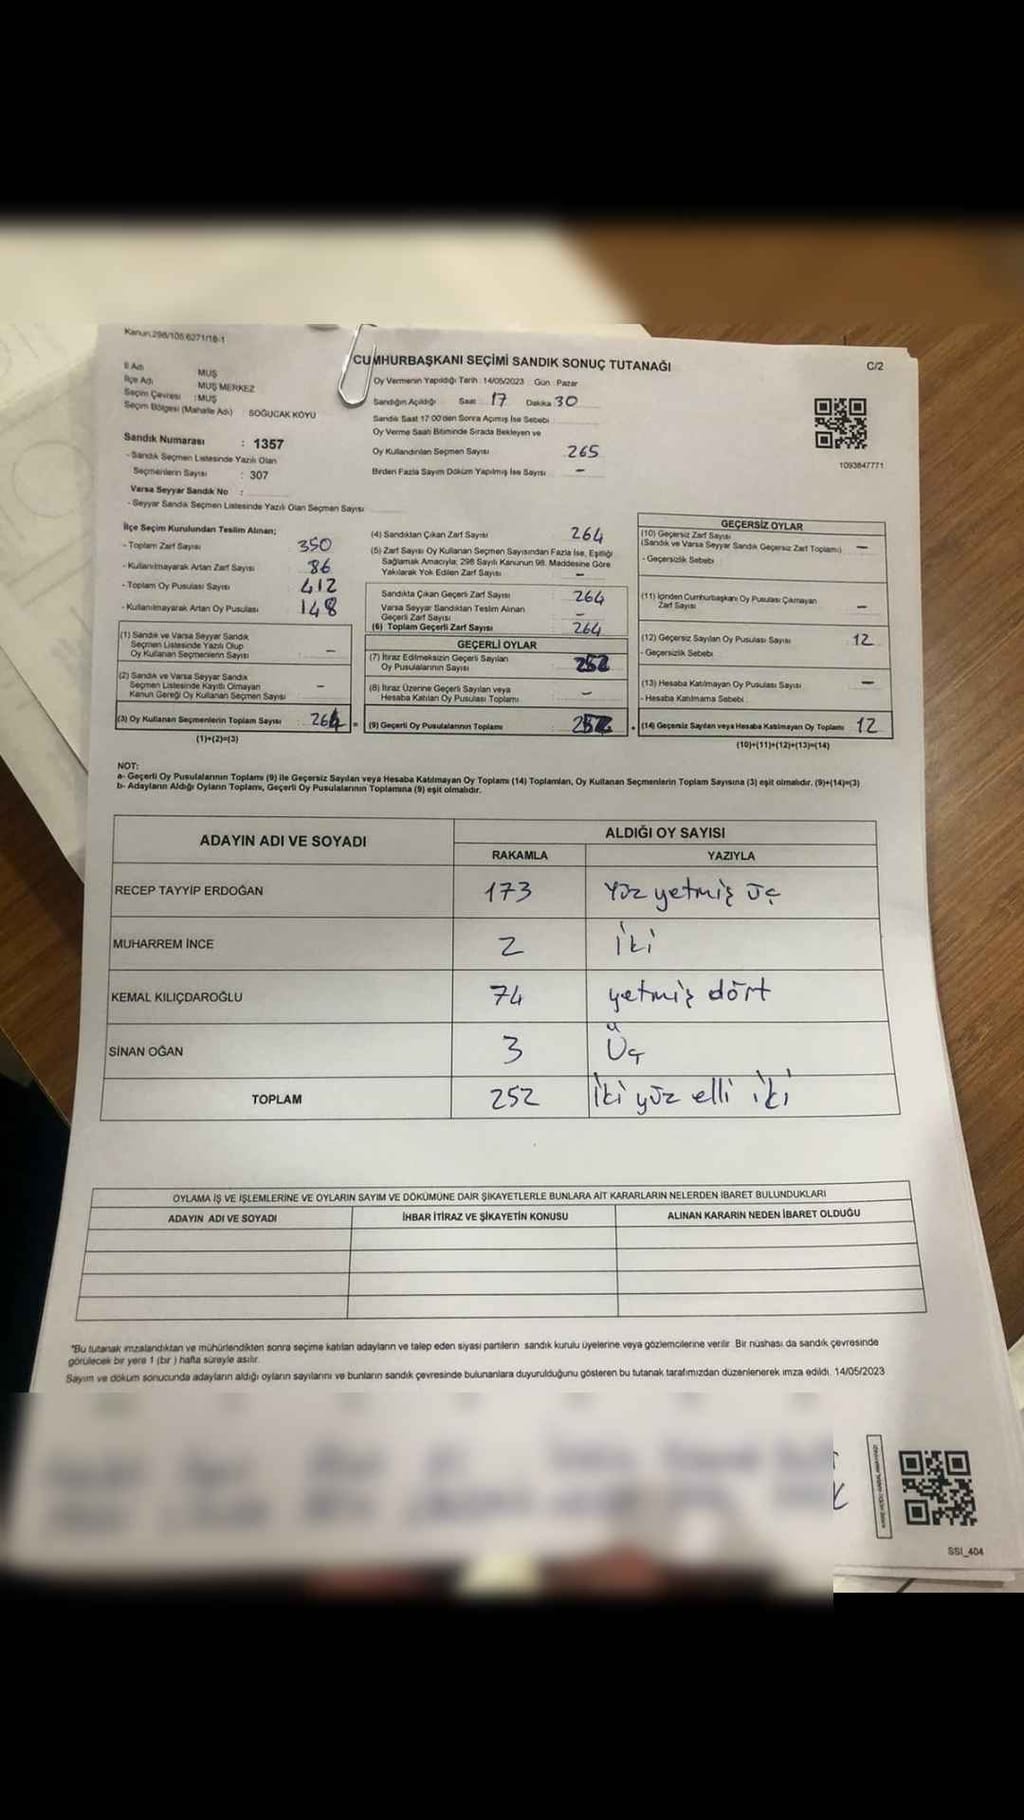 Kanun:298/105;6271/18-1
CUMHURBAŞKANI SEÇİMİ SANDIK SONUÇ TUTANAĞI
C/2
İl Adı : MUŞ
İlçe Adı : MUŞ MERKEZ
Seçim Çevresi : MUŞ
Seçim Bölgesi (Mahalle Adı) : SOĞUCAK KOYU
Oy Vermenin Yapıldığı Tarih : 14/05/2023 Gün : Pazar
Sandığın Açıldığı Saat 17 Dakika 30
Sandık Saat 17:00'den Sonra Açılmış İse Sebebi
Oy Verme Saati Bitiminde Sırada Bekleyen ve
Oy Kullandırılan Seçmen Sayısı 265
Birden Fazla Sayım Döküm Yapılmış İse Sayısı –
1093847771
Sandık Numarası : 1357
- Sandık Seçmen Listesinde Yazılı Olan
Seçmenlerin Sayısı : 307
Varsa Seyyar Sandık No :
- Seyyar Sandık Seçmen Listesinde Yazılı Olan Seçmen Sayısı
İlçe Seçim Kurulundan Teslim Alınan;
- Toplam Zarf Sayısı 350
- Kullanılmayarak Artan Zarf Sayısı 86
- Toplam Oy Pusulası Sayısı 412
- Kullanılmayarak Artan Oy Pusulası 148
(1) Sandık ve Varsa Seyyar Sandık
Seçmen Listesinde Yazılı Olup
Oy Kullanan Seçmenlerin Sayısı –
(2) Sandık ve Varsa Seyyar Sandık
Seçmen Listesinde Kayıtlı Olmayan
Kanun Gereği Oy Kullanan Seçmen Sayısı –
(3) Oy Kullanan Seçmenlerin Toplam Sayısı 264 =
(1)+(2)=(3)
(4) Sandıktan Çıkan Zarf Sayısı 264
(5) Zarf Sayısı Oy Kullanan Seçmen Sayısından Fazla İse, Eşitliği
Sağlamak Amacıyla; 298 Sayılı Kanunun 98. Maddesine Göre
Yakılarak Yok Edilen Zarf Sayısı –
Sandıkta Çıkan Geçerli Zarf Sayısı 264
Varsa Seyyar Sandıktan Teslim Alınan
Geçerli Zarf Sayısı –
(6) Toplam Geçerli Zarf Sayısı 264
GEÇERLİ OYLAR
(7) İtiraz Edilmeksizin Geçerli Sayılan
Oy Pusulalarının Sayısı 252
(8) İtiraz Üzerine Geçerli Sayılan veya
Hesaba Katılan Oy Pusulası Toplamı –
(9) Geçerli Oy Pusulalarının Toplamı 252 +
GEÇERSİZ OYLAR
(10) Geçersiz Zarf Sayısı
(Sandık ve Varsa Seyyar Sandık Geçersiz Zarf Toplamı) –
- Geçersizlik Sebebi
(11) İçinden Cumhurbaşkanı Oy Pusulası Çıkmayan
Zarf Sayısı –
(12) Geçersiz Sayılan Oy Pusulası Sayısı 12
- Geçersizlik Sebebi
(13) Hesaba Katılmayan Oy Pusulası Sayısı –
- Hesaba Katılmama Sebebi
(14) Geçersiz Sayılan veya Hesaba Katılmayan Oy Toplamı 12
(10)+(11)+(12)+(13)=(14)
NOT:
a- Geçerli Oy Pusulalarının Toplamı (9) ile Geçersiz Sayılan veya Hesaba Katılmayan Oy Toplamı (14) Toplamları, Oy Kullanan Seçmenlerin Toplam Sayısına (3) eşit olmalıdır. (9)+(14)=(3)
b- Adayların Aldığı Oyların Toplamı, Geçerli Oy Pusulalarının Toplamına (9) eşit olmalıdır.
ADAYIN ADI VE SOYADI
ALDIĞI OY SAYISI
RAKAMLA YAZIYLA
RECEP TAYYİP ERDOĞAN 173 Yüz yetmiş üç
MUHARREM İNCE 2 İki
KEMAL KILIÇDAROĞLU 74 yetmiş dört
SİNAN OĞAN 3 Üç
TOPLAM 252 İki yüz elli iki
OYLAMA İŞ VE İŞLEMLERİNE VE OYLARIN SAYIM VE DÖKÜMÜNE DAİR ŞİKAYETLERLE BUNLARA AİT KARARLARIN NELERDEN İBARET BULUNDUKLARI
ADAYIN ADI VE SOYADI İHBAR İTİRAZ VE ŞİKAYETİN KONUSU ALINAN KARARIN NEDEN İBARET OLDUĞU
*Bu tutanak imzalandıktan ve mühürlendikten sonra seçime katılan adayların ve talep eden siyasi partilerin sandık kurulu üyelerine veya gözlemcilerine verilir. Bir nüshası da sandık çevresinde
görülecek bir yere 1 (bir ) hafta süreyle asılır.
Sayım ve döküm sonucunda adayların aldığı oyların sayılarını ve bunların sandık çevresinde bulunanlara duyurulduğunu gösteren bu tutanak tarafımızdan düzenlenerek imza edildi. 14/05/2023
SSI_404